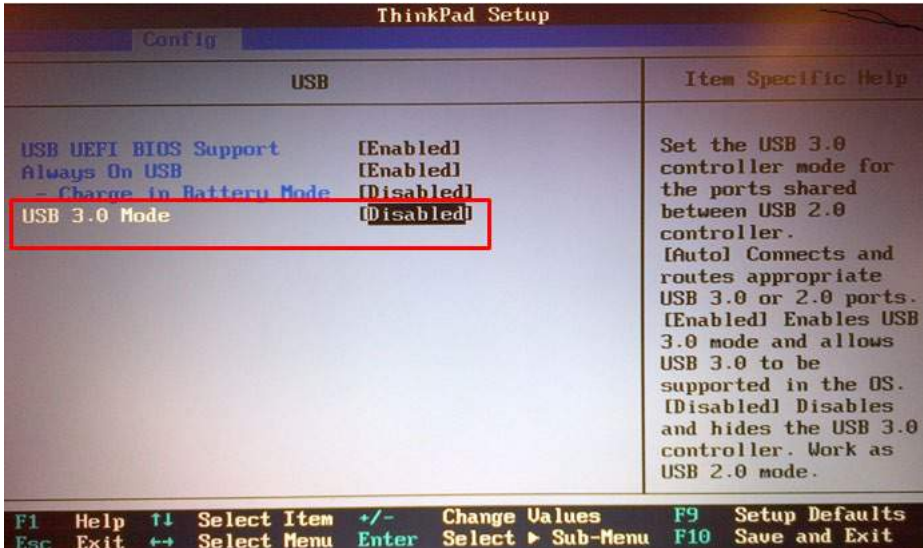 ThinkPad Setup
Config
USB
Item Specific Help
USB UEFI BIOS Support [Enabled]
Always On USB [Enabled]
- Charge in Battery Mode [Disabled]
USB 3.0 Mode [Disabled]
Set the USB 3.0
controller mode for
the ports shared
between USB 2.0
controller.
[Auto] Connects and
routes appropriate
USB 3.0 or 2.0 ports.
[Enabled] Enables USB
3.0 mode and allows
USB 3.0 to be
supported in the OS.
[Disabled] Disables
and hides the USB 3.0
controller. Work as
USB 2.0 mode.
F1 Help ↑↓ Select Item +/- Change Values F9 Setup Defaults
Esc Exit ←→ Select Menu Enter Select ▶ Sub-Menu F10 Save and Exit